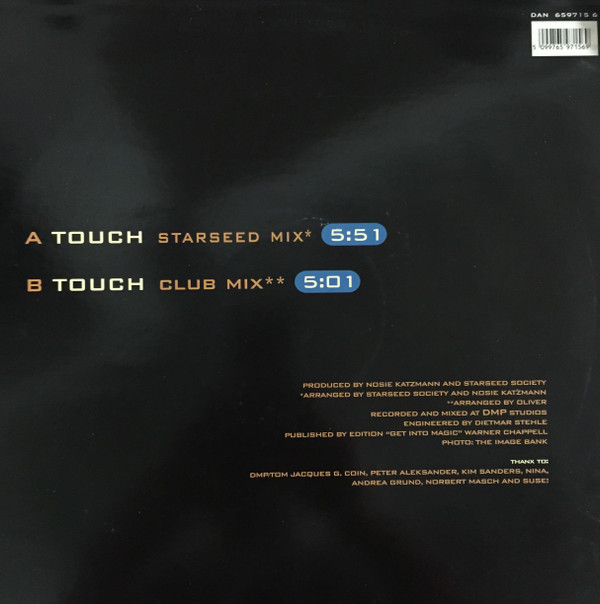 DAN 659715 6
5 099765 971569
A TOUCH STARSEED MIX* 5:51
B TOUCH CLUB MIX** 5:01
PRODUCED BY NOSIE KATZMANN AND STARSEED SOCIETY
*ARRANGED BY STARSEED SOCIETY AND NOSIE KATZMANN
**ARRANGED BY OLIVER
RECORDED AND MIXED AT DMP STUDIOS
ENGINEERED BY DIETMAR STEHLE
PUBLISHED BY EDITION "GET INTO MAGIC" WARNER CHAPPELL
PHOTO: THE IMAGE BANK
THANX TO:
DMP/TOM JACQUES G. COIN, PETER ALEKSANDER, KIM SANDERS, NINA,
ANDREA GRUND, NORBERT MASCH AND SUSE!